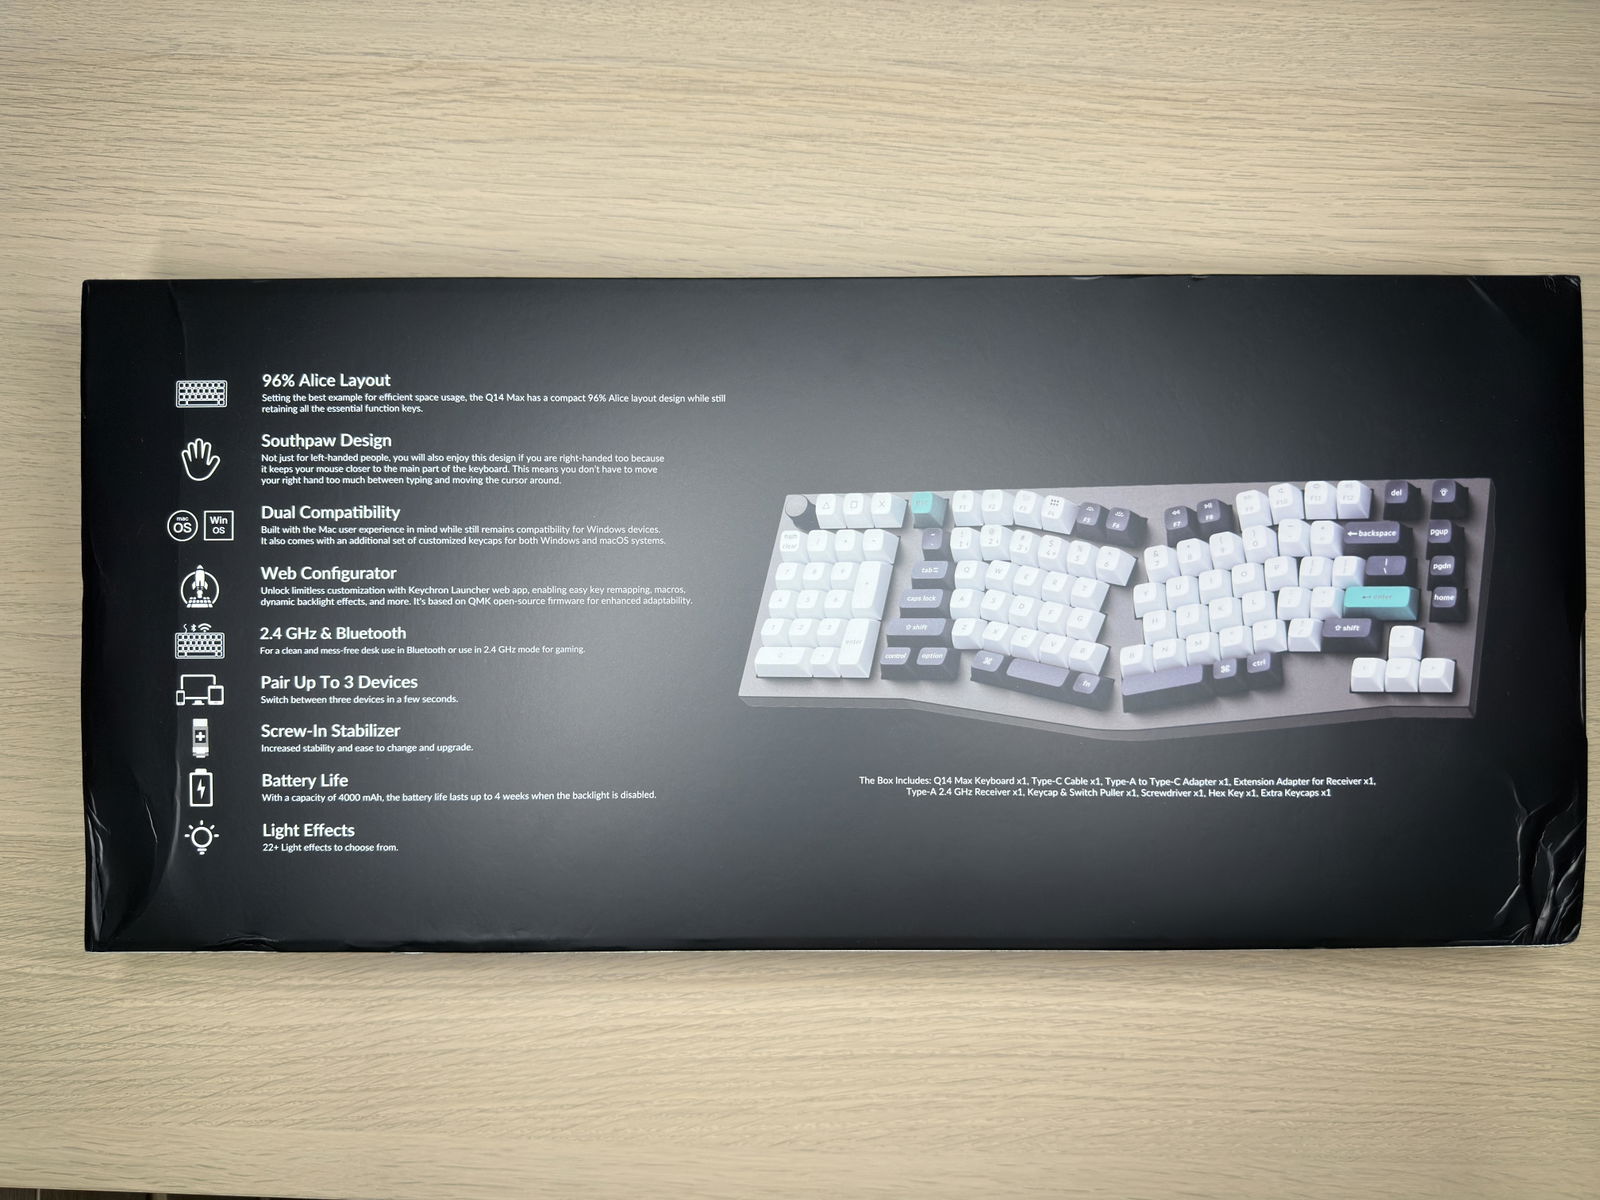 96% Alice Layout
Setting the best example for efficient space usage, the Q14 Max has a compact 96% Alice layout design while still
retaining all the essential function keys.
Southpaw Design
Not just for left-handed people, you will also enjoy this design if you are right-handed too because
it keeps your mouse closer to the main part of the keyboard. This means you don't have to move
your right hand too much between typing and moving the cursor around.
mac
OS
Win
OS
Dual Compatibility
Built with the Mac user experience in mind while still remains compatibility for Windows devices.
It also comes with an additional set of customized keycaps for both Windows and macOS systems.
Web Configurator
Unlock limitless customization with Keychron Launcher web app, enabling easy key remapping, macros,
dynamic backlight effects, and more. It's based on QMK open-source firmware for enhanced adaptability.
2.4 GHz & Bluetooth
For a clean and mess-free desk use in Bluetooth or use in 2.4 GHz mode for gaming.
Pair Up To 3 Devices
Switch between three devices in a few seconds.
Screw-In Stabilizer
Increased stability and ease to change and upgrade.
Battery Life
With a capacity of 4000 mAh, the battery life lasts up to 4 weeks when the backlight is disabled.
Light Effects
22+ Light effects to choose from.
F5 F6 F7 F8 del
backspace pgup
tab pgdn
caps lock enter home
shift shift
enter control option fn ctrl
The Box Includes: Q14 Max Keyboard x1, Type-C Cable x1, Type-A to Type-C Adapter x1, Extension Adapter for Receiver x1,
Type-A 2.4 GHz Receiver x1, Keycap & Switch Puller x1, Screwdriver x1, Hex Key x1, Extra Keycaps x1